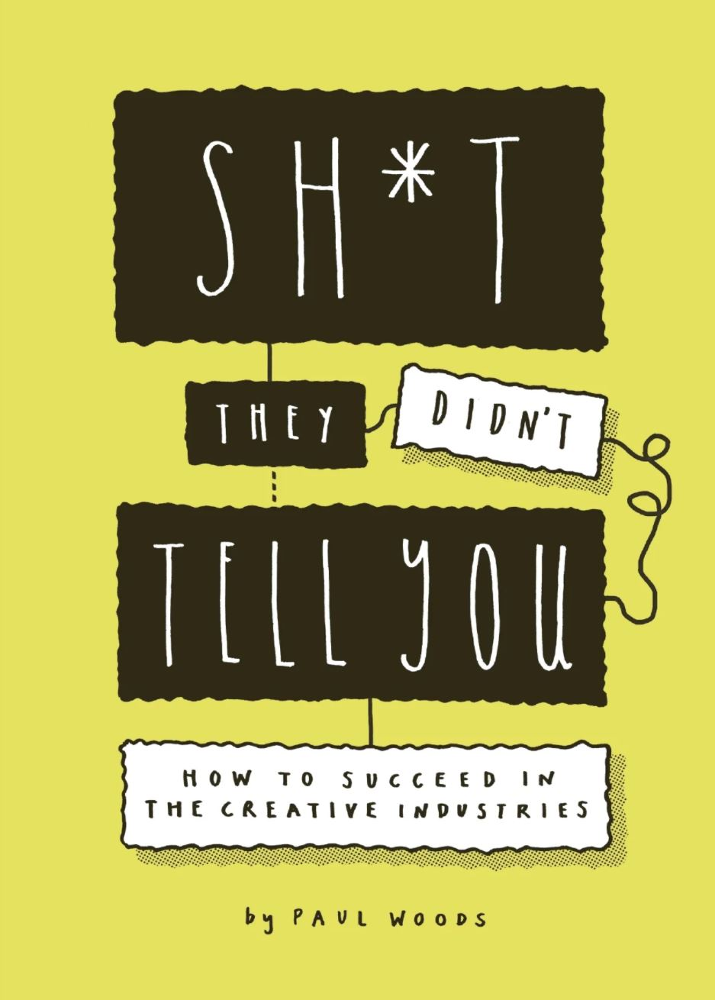 SH*T
THEY DIDN'T
TELL YOU
HOW TO SUCCEED IN
THE CREATIVE INDUSTRIES
by PAUL WOODS